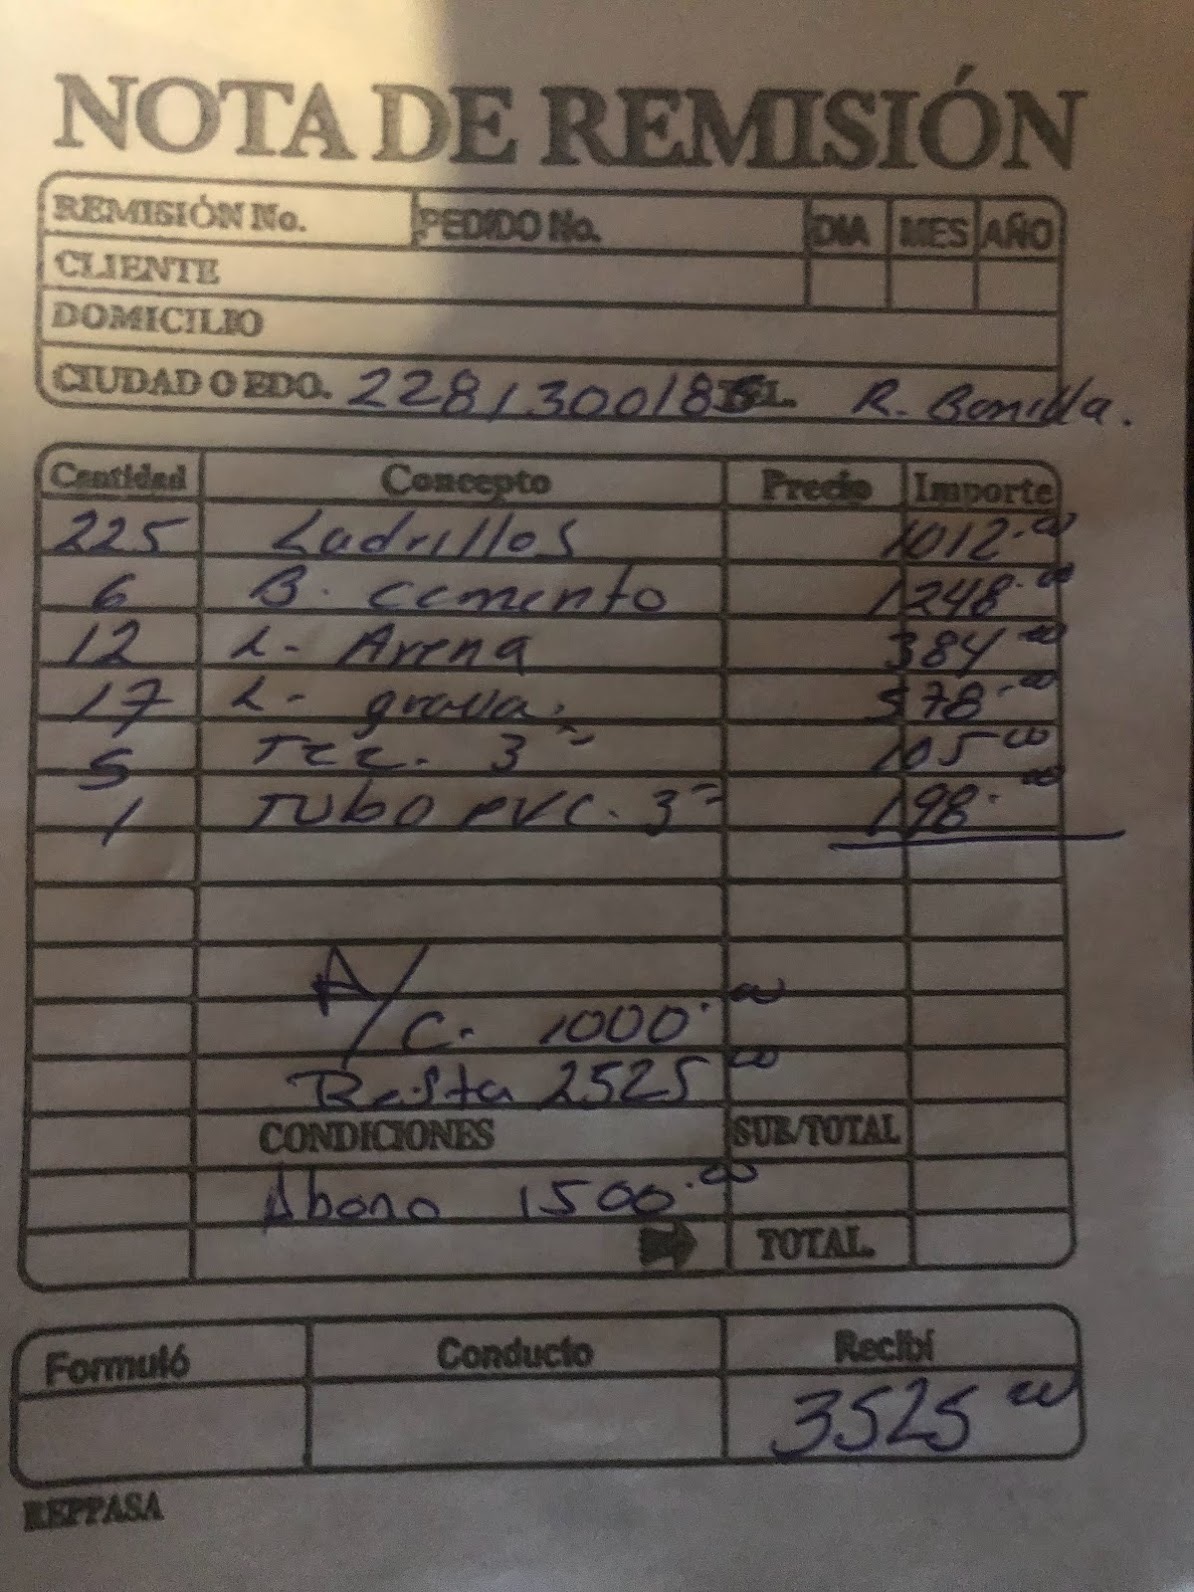 NOTA DE REMISIÓN
REMISIÓN No. PEDIDO No. DIA MES AÑO
CLIENTE
DOMICILIO
CIUDAD O EDO. 2281300186 TEL. R. Bonilla.
Cantidad Concepto Precio Importe
225 Ladrillos 1012.00
6 B. cemento 1248.00
12 L- Arena 384.00
17 L- grava. 578.00
5 3" 105.00
1 TUbO PVC. 3" 198.00
A/C. 1000.00
Resta 2525.00
CONDICIONES SUB/TOTAL
Abono 1500.00
TOTAL
Formuló Conducto Recibí
3525.00
REPPASA